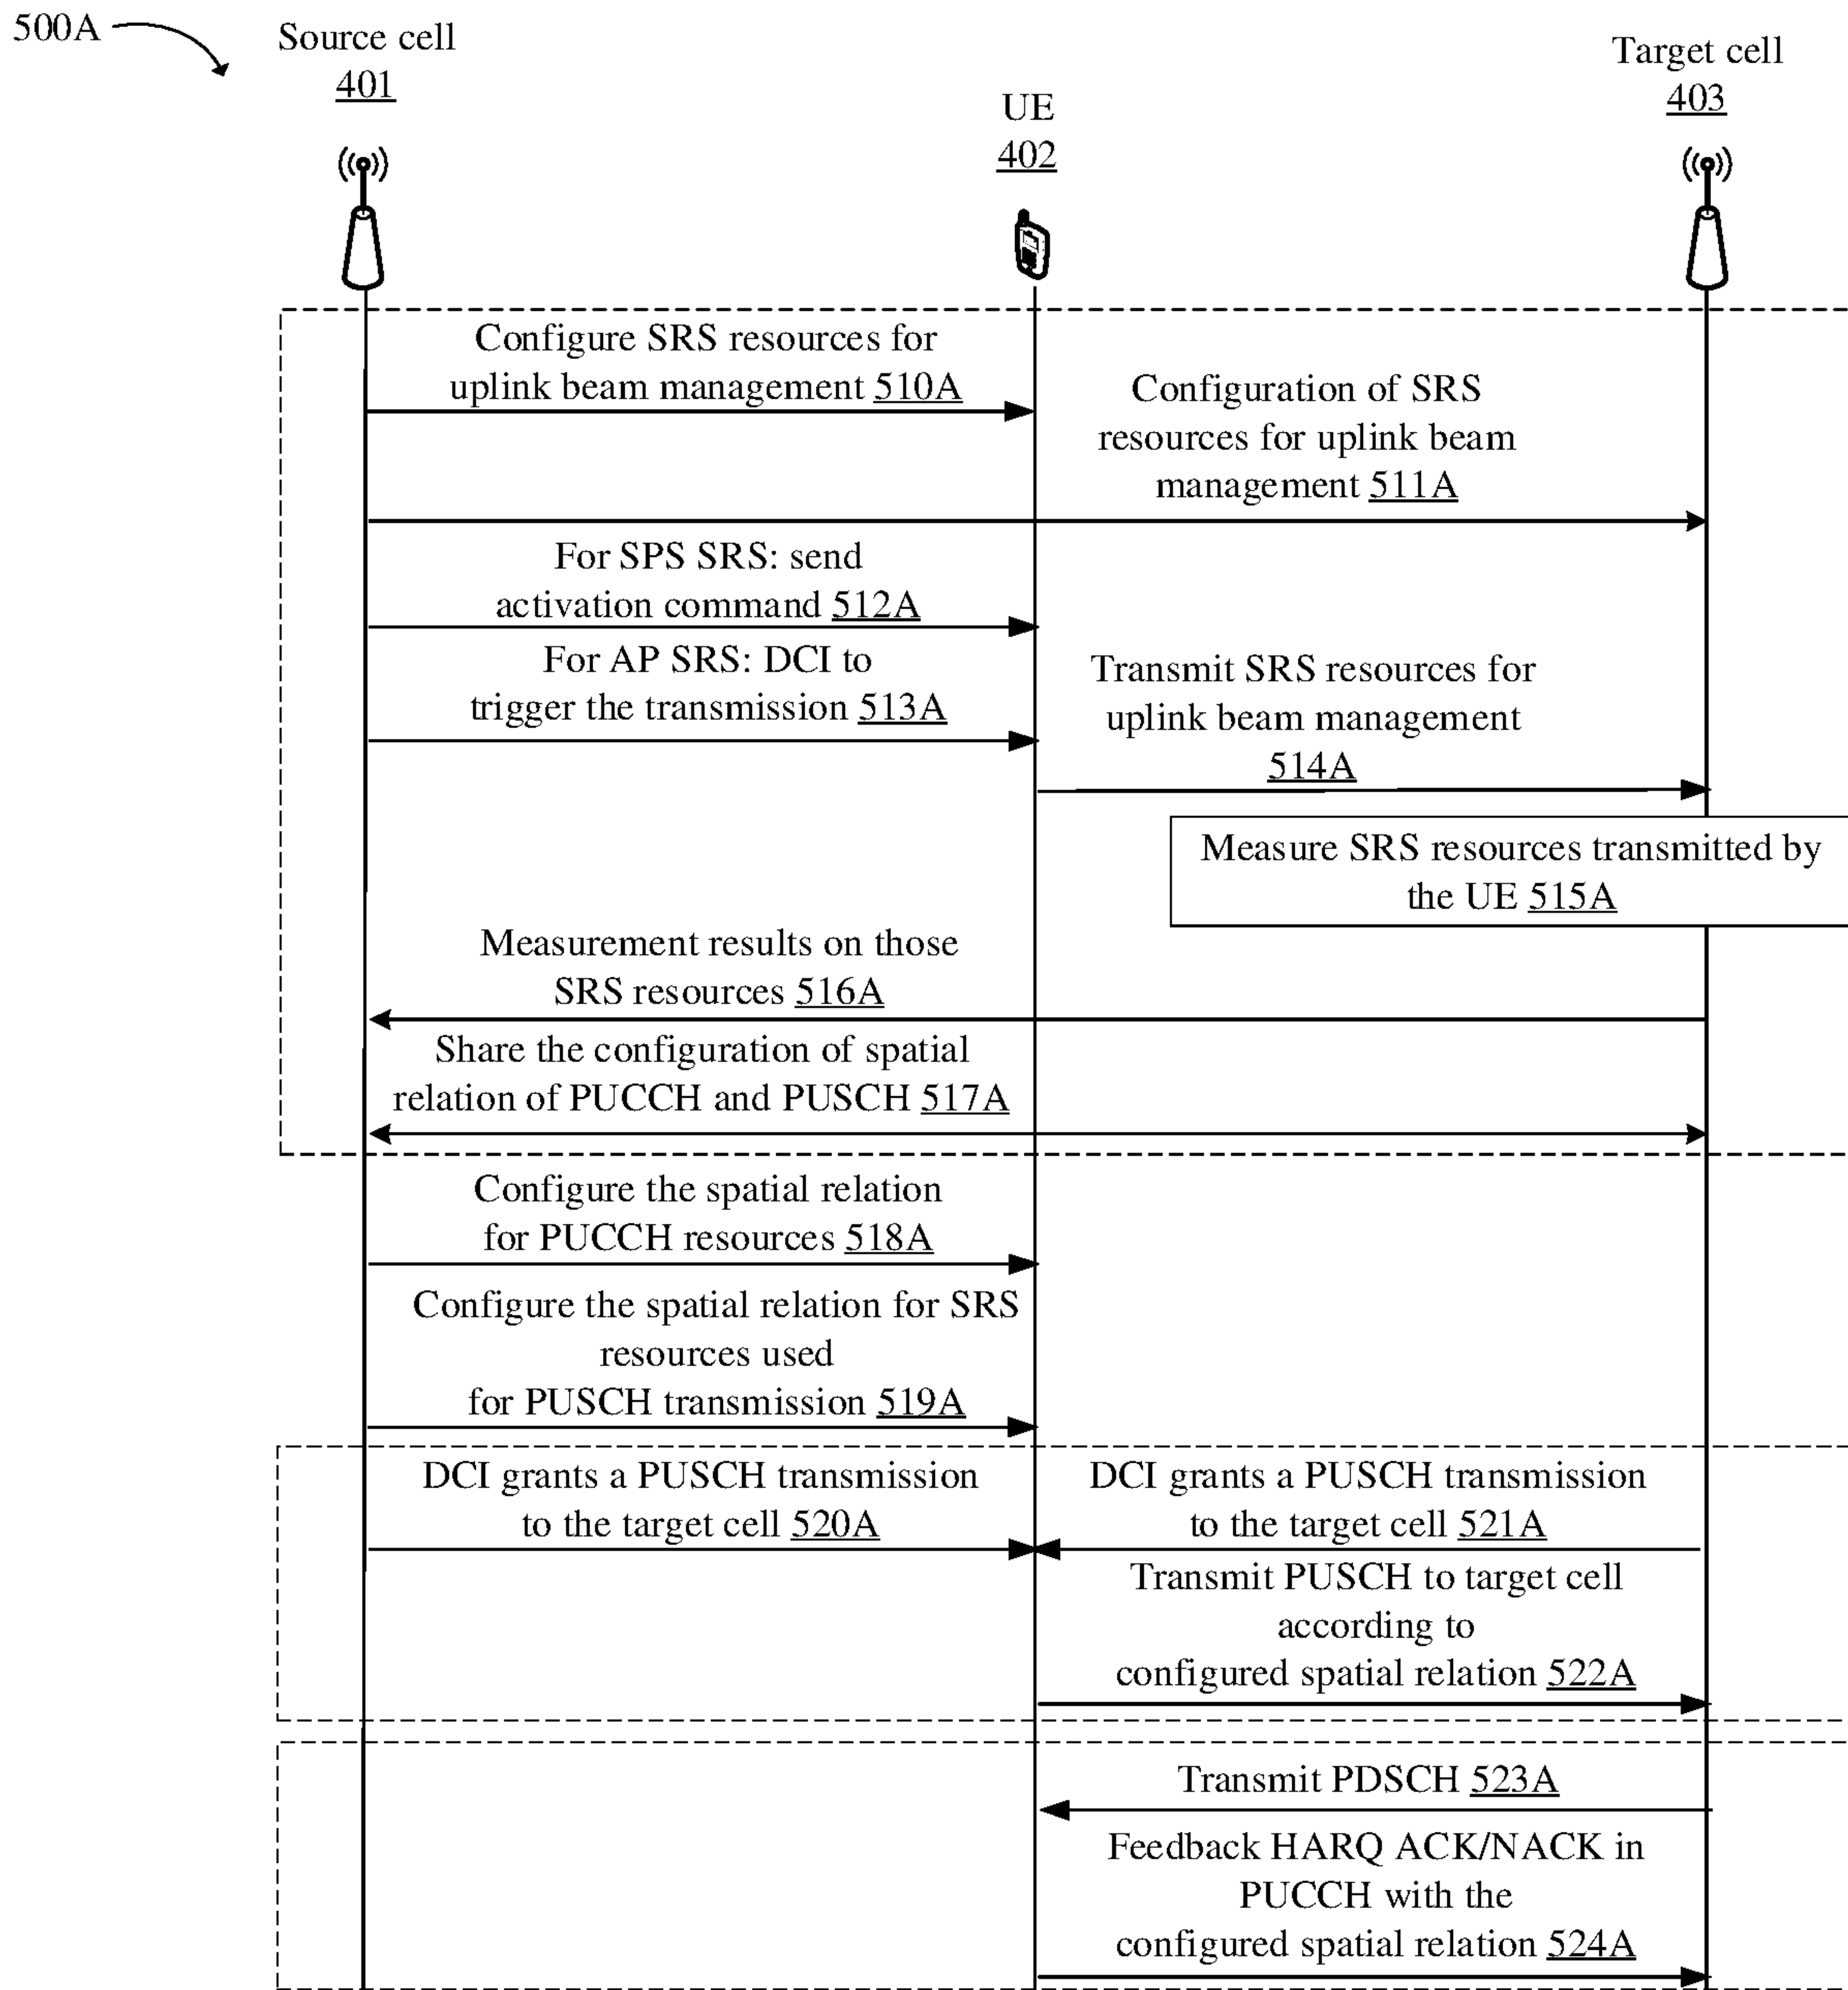 500A
Source cell
401
UE
402
Target cell
403
Configure SRS resources for
uplink beam management 510A
Configuration of SRS
resources for uplink beam
management 511A
For SPS SRS: send
activation command 512A
For AP SRS: DCI to
trigger the transmission 513A
Transmit SRS resources for
uplink beam management
514A
Measure SRS resources transmitted by
the UE 515A
Measurement results on those
SRS resources 516A
Share the configuration of spatial
relation of PUCCH and PUSCH 517A
Configure the spatial relation
for PUCCH resources 518A
Configure the spatial relation for SRS
resources used
for PUSCH transmission 519A
DCI grants a PUSCH transmission
to the target cell 520A
DCI grants a PUSCH transmission
to the target cell 521A
Transmit PUSCH to target cell
according to
configured spatial relation 522A
Transmit PDSCH 523A
Feedback HARQ ACK/NACK in
PUCCH with the
configured spatial relation 524A